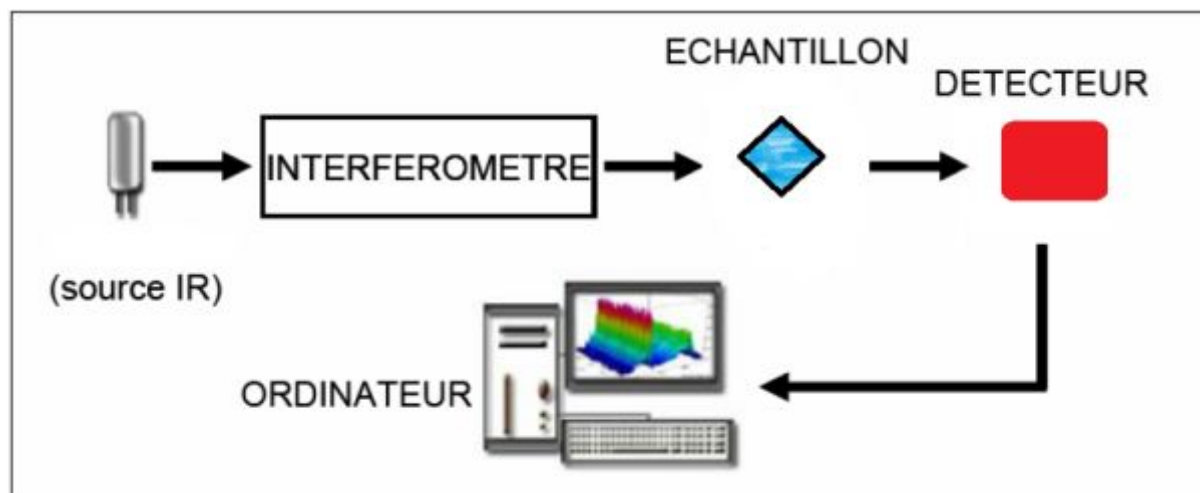 ECHANTILLON
DETECTEUR
INTERFEROMETRE
(source IR)
ORDINATEUR